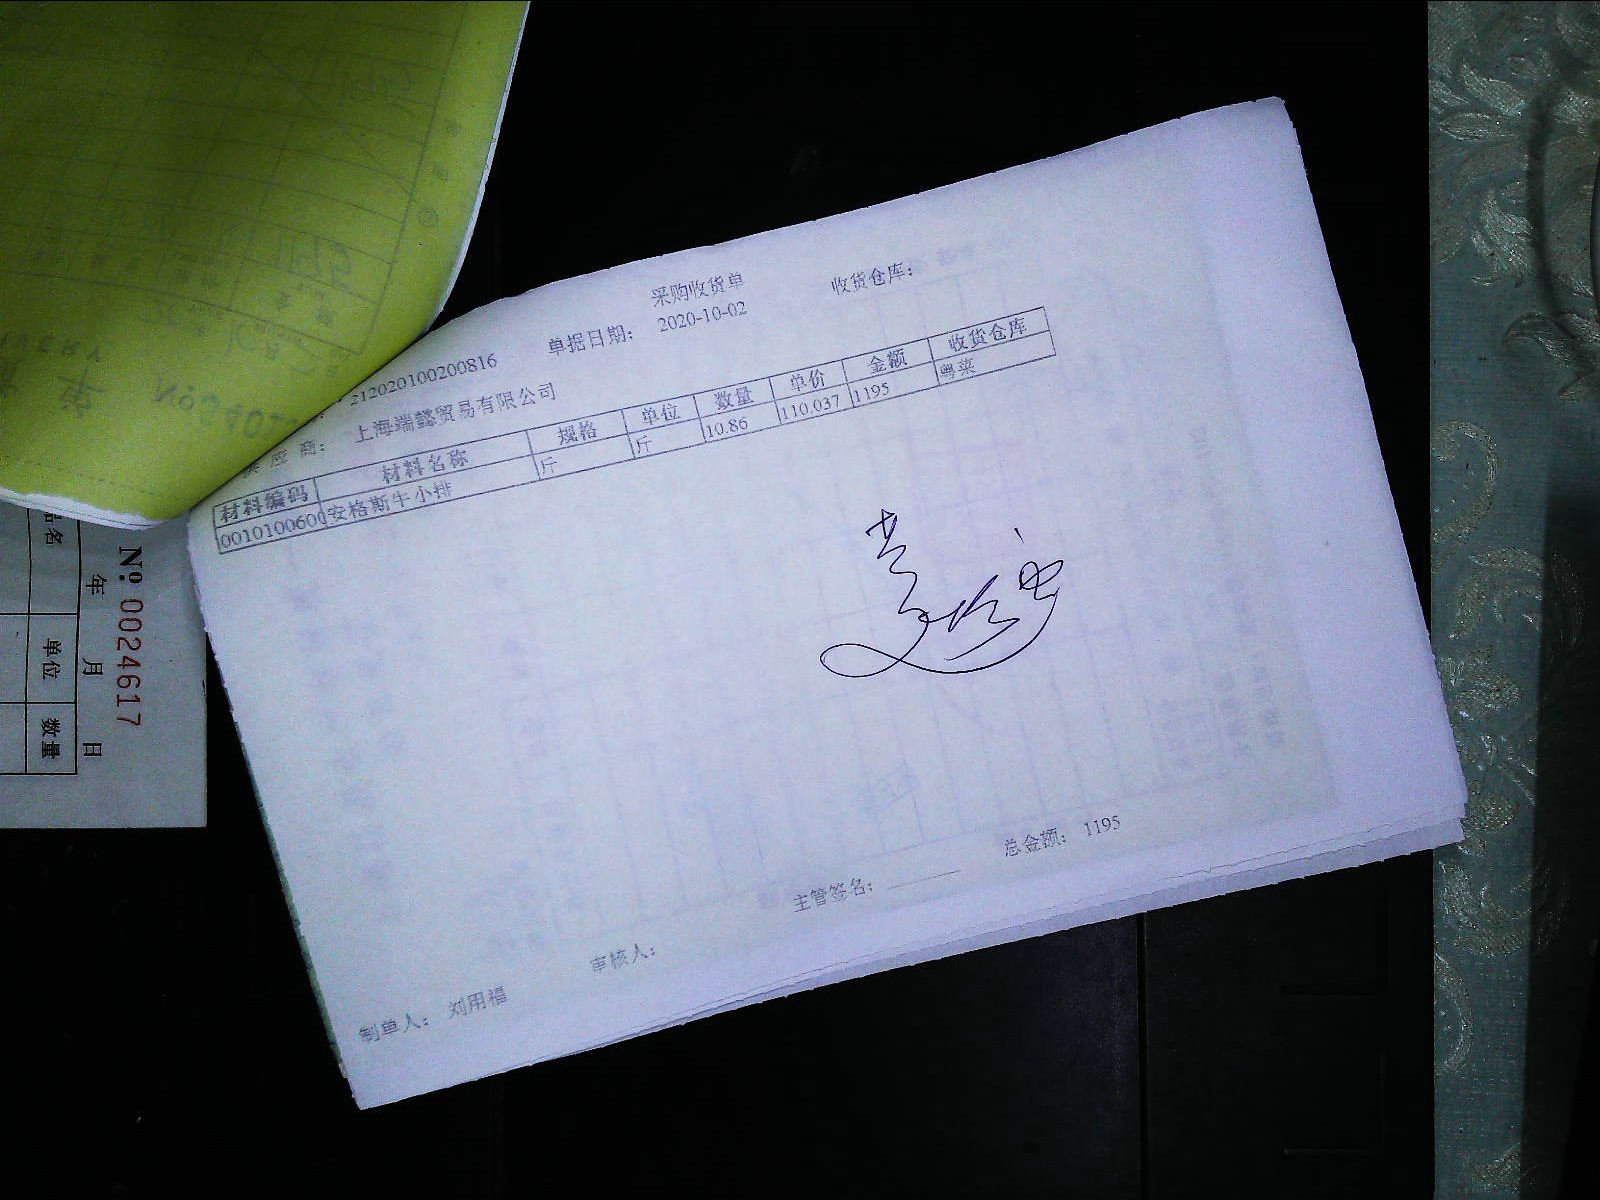 采购收货单
收货仓库：
212020100200816
单据日期： 2020-10-02
供应商： 上海端懿贸易有限公司
材料编码 材料名称 规格 单位 数量 单价 金额 收货仓库
0010100600 安格斯牛小排 斤 斤 10.86 110.037 1195 粤菜
总金额： 1195
主管签名：
审核人：
制单人： 刘用福
№ 0024617
年 月 日
品名 单位 数量